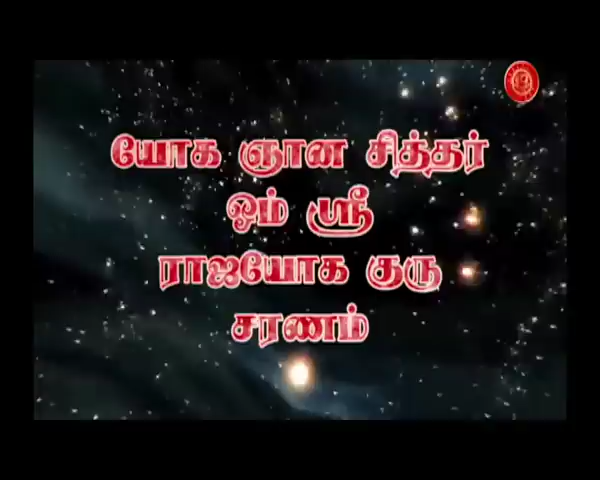 யோக ஞான சித்தர்
ஓம் ஸ்ரீ
ராஜயோக குரு
சரணம்